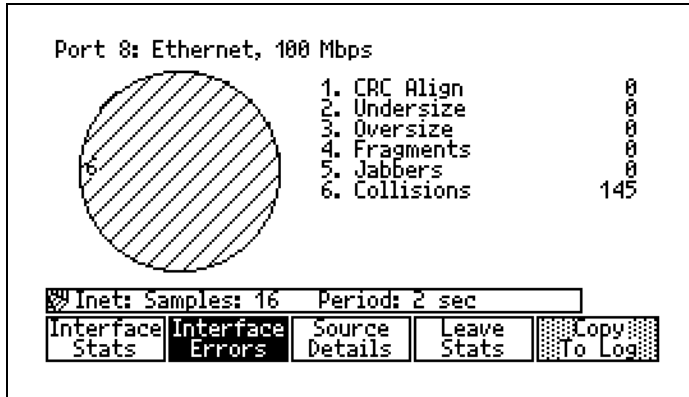 Port 8: Ethernet, 100 Mbps
1. CRC Align 0
2. Undersize 0
3. Oversize 0
4. Fragments 0
5. Jabbers 0
6. Collisions 145
6
Inet: Samples: 16 Period: 2 sec
Interface Stats
Interface Errors
Source Details
Leave Stats
Copy To Log